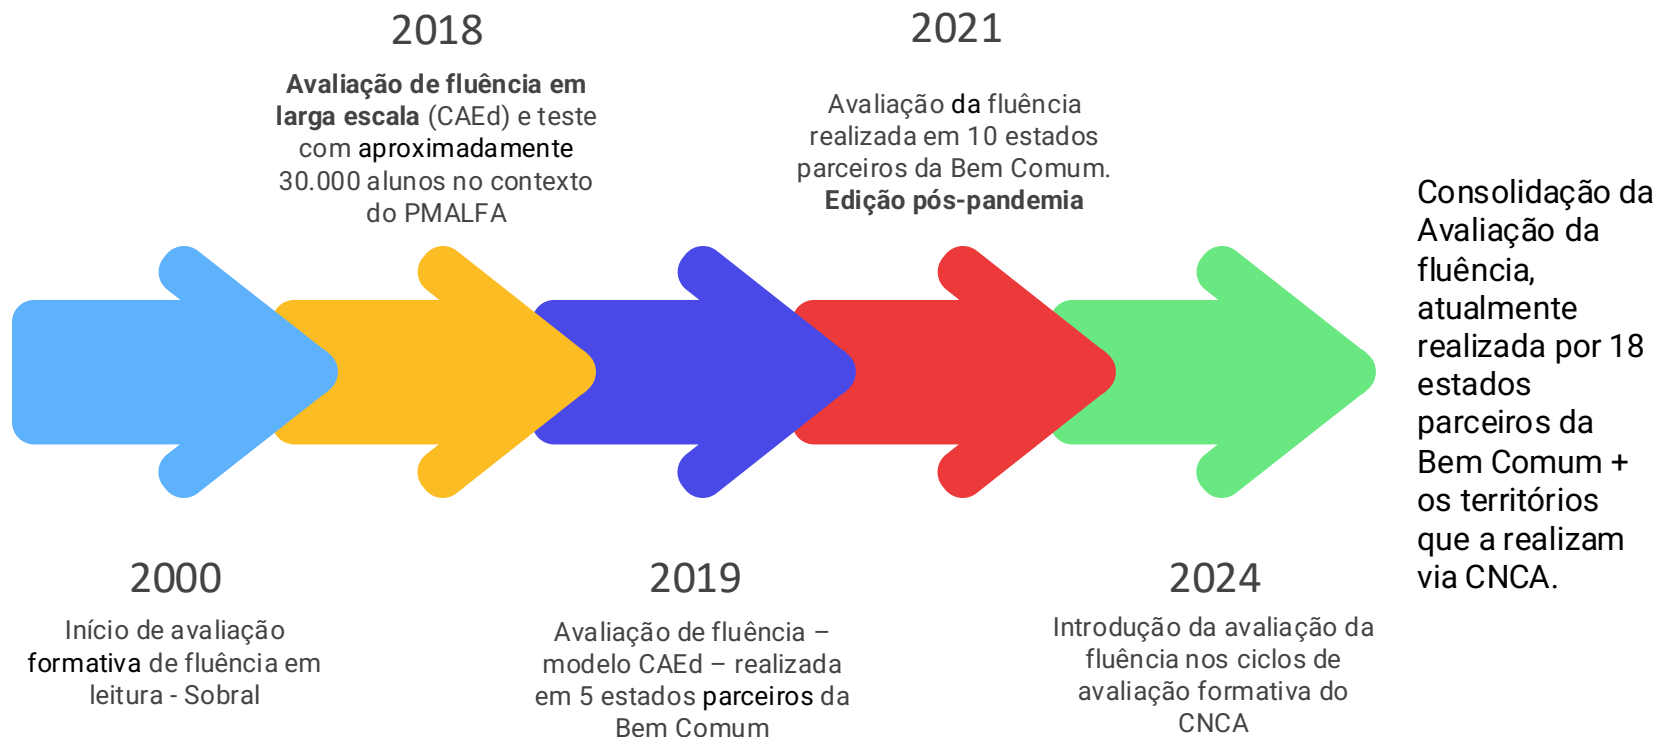 2018
Avaliação de fluência em
larga escala (CAEd) e teste
com aproximadamente
30.000 alunos no contexto
do PMALFA
2021
Avaliação da fluência
realizada em 10 estados
parceiros da Bem Comum.
Edição pós-pandemia
2000
Início de avaliação
formativa de fluência em
leitura - Sobral
2019
Avaliação de fluência –
modelo CAEd – realizada
em 5 estados parceiros da
Bem Comum
2024
Introdução da avaliação da
fluência nos ciclos de
avaliação formativa do
CNCA
Consolidação da
Avaliação da
fluência,
atualmente
realizada por 18
estados
parceiros da
Bem Comum +
os territórios
que a realizam
via CNCA.